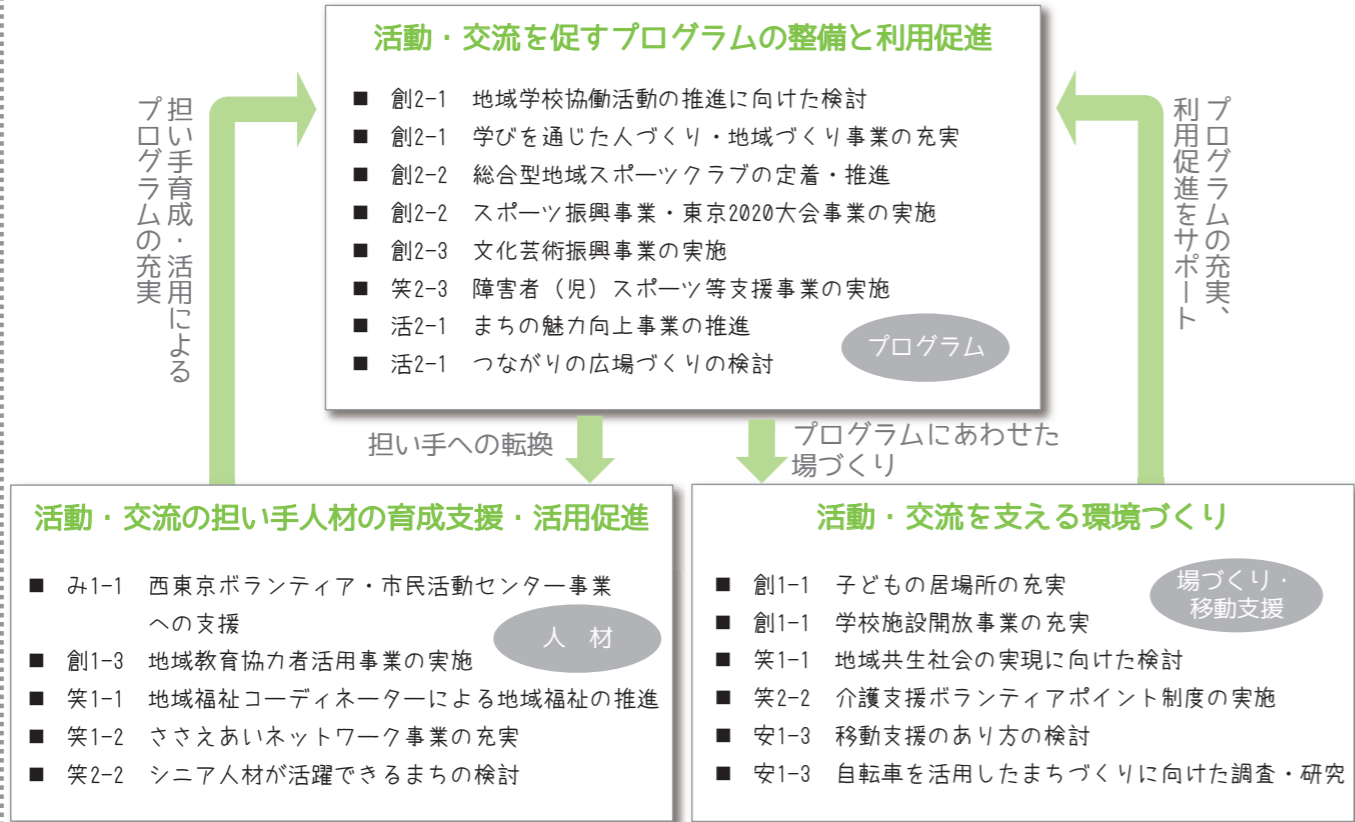 活動・交流を促すプログラムの整備と利用促進
■ 創2-1 地域学校協働活動の推進に向けた検討
■ 創2-1 学びを通じた人づくり・地域づくり事業の充実
■ 創2-2 総合型地域スポーツクラブの定着・推進
■ 創2-2 スポーツ振興事業・東京2020大会事業の実施
■ 創2-3 文化芸術振興事業の実施
■ 笑2-3 障害者（児）スポーツ等支援事業の実施
■ 活2-1 まちの魅力向上事業の推進
■ 活2-1 つながりの広場づくりの検討
プログラム
担い手育成・活用による
プログラムの充実
プログラムの充実、
利用促進をサポート
担い手への転換
プログラムにあわせた
場づくり
活動・交流の担い手人材の育成支援・活用促進
■ み1-1 西東京ボランティア・市民活動センター事業
への支援
■ 創1-3 地域教育協力者活用事業の実施
■ 笑1-1 地域福祉コーディネーターによる地域福祉の推進
■ 笑1-2 ささえあいネットワーク事業の充実
■ 笑2-2 シニア人材が活躍できるまちの検討
人 材
活動・交流を支える環境づくり
■ 創1-1 子どもの居場所の充実
■ 創1-1 学校施設開放事業の充実
■ 笑1-1 地域共生社会の実現に向けた検討
■ 笑2-2 介護支援ボランティアポイント制度の実施
■ 安1-3 移動支援のあり方の検討
■ 安1-3 自転車を活用したまちづくりに向けた調査・研究
場づくり・
移動支援